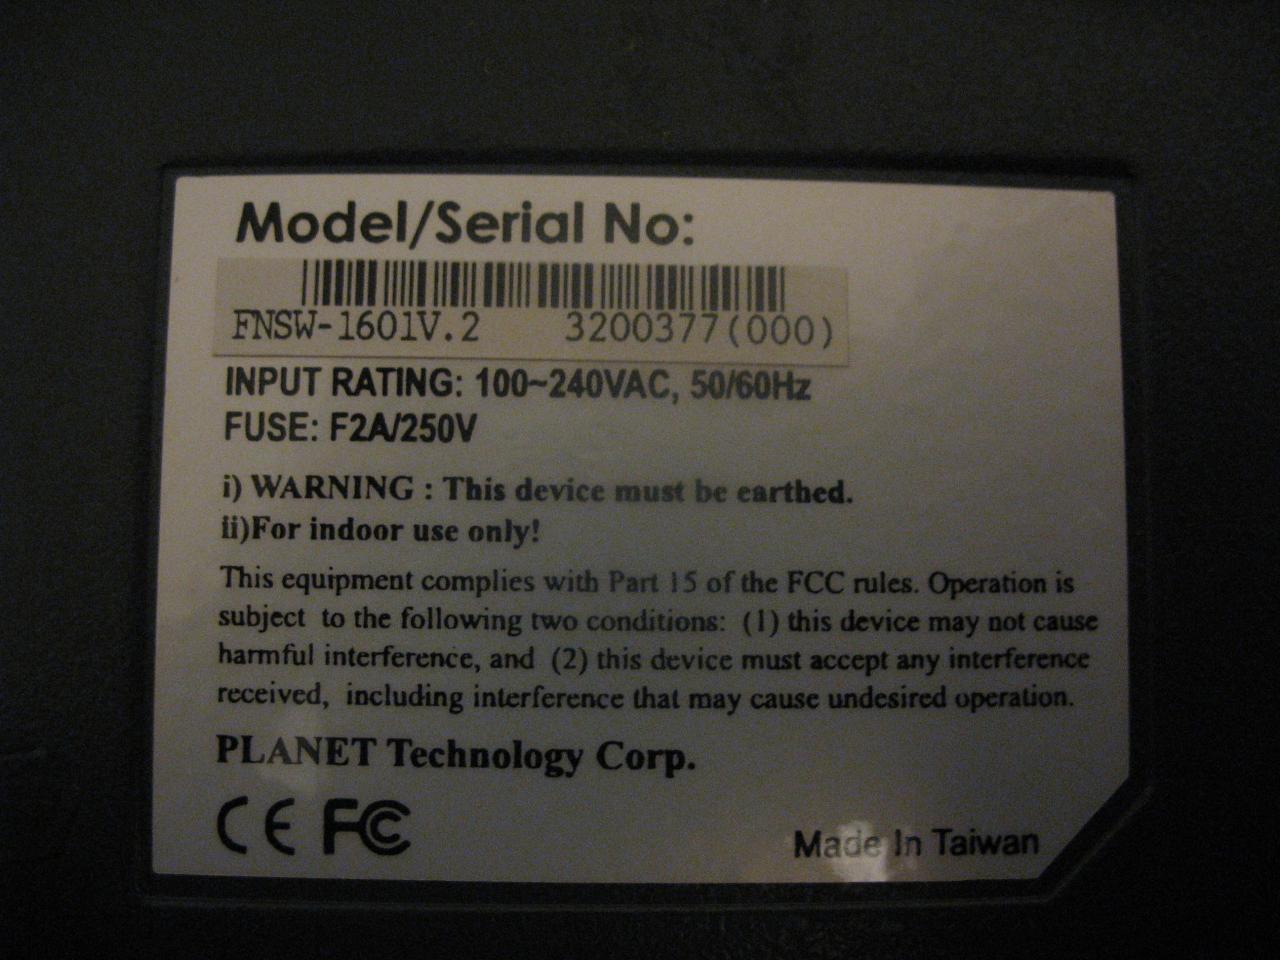 Model/Serial No:
FNSW-1601V.2 3200377(000)
INPUT RATING: 100~240VAC, 50/60Hz
FUSE: F2A/250V
i) WARNING : This device must be earthed.
ii)For indoor use only!
This equipment complies with Part 15 of the FCC rules. Operation is
subject to the following two conditions: (1) this device may not cause
harmful interference, and (2) this device must accept any interference
received, including interference that may cause undesired operation.
PLANET Technology Corp.
CE FC
Made In Taiwan